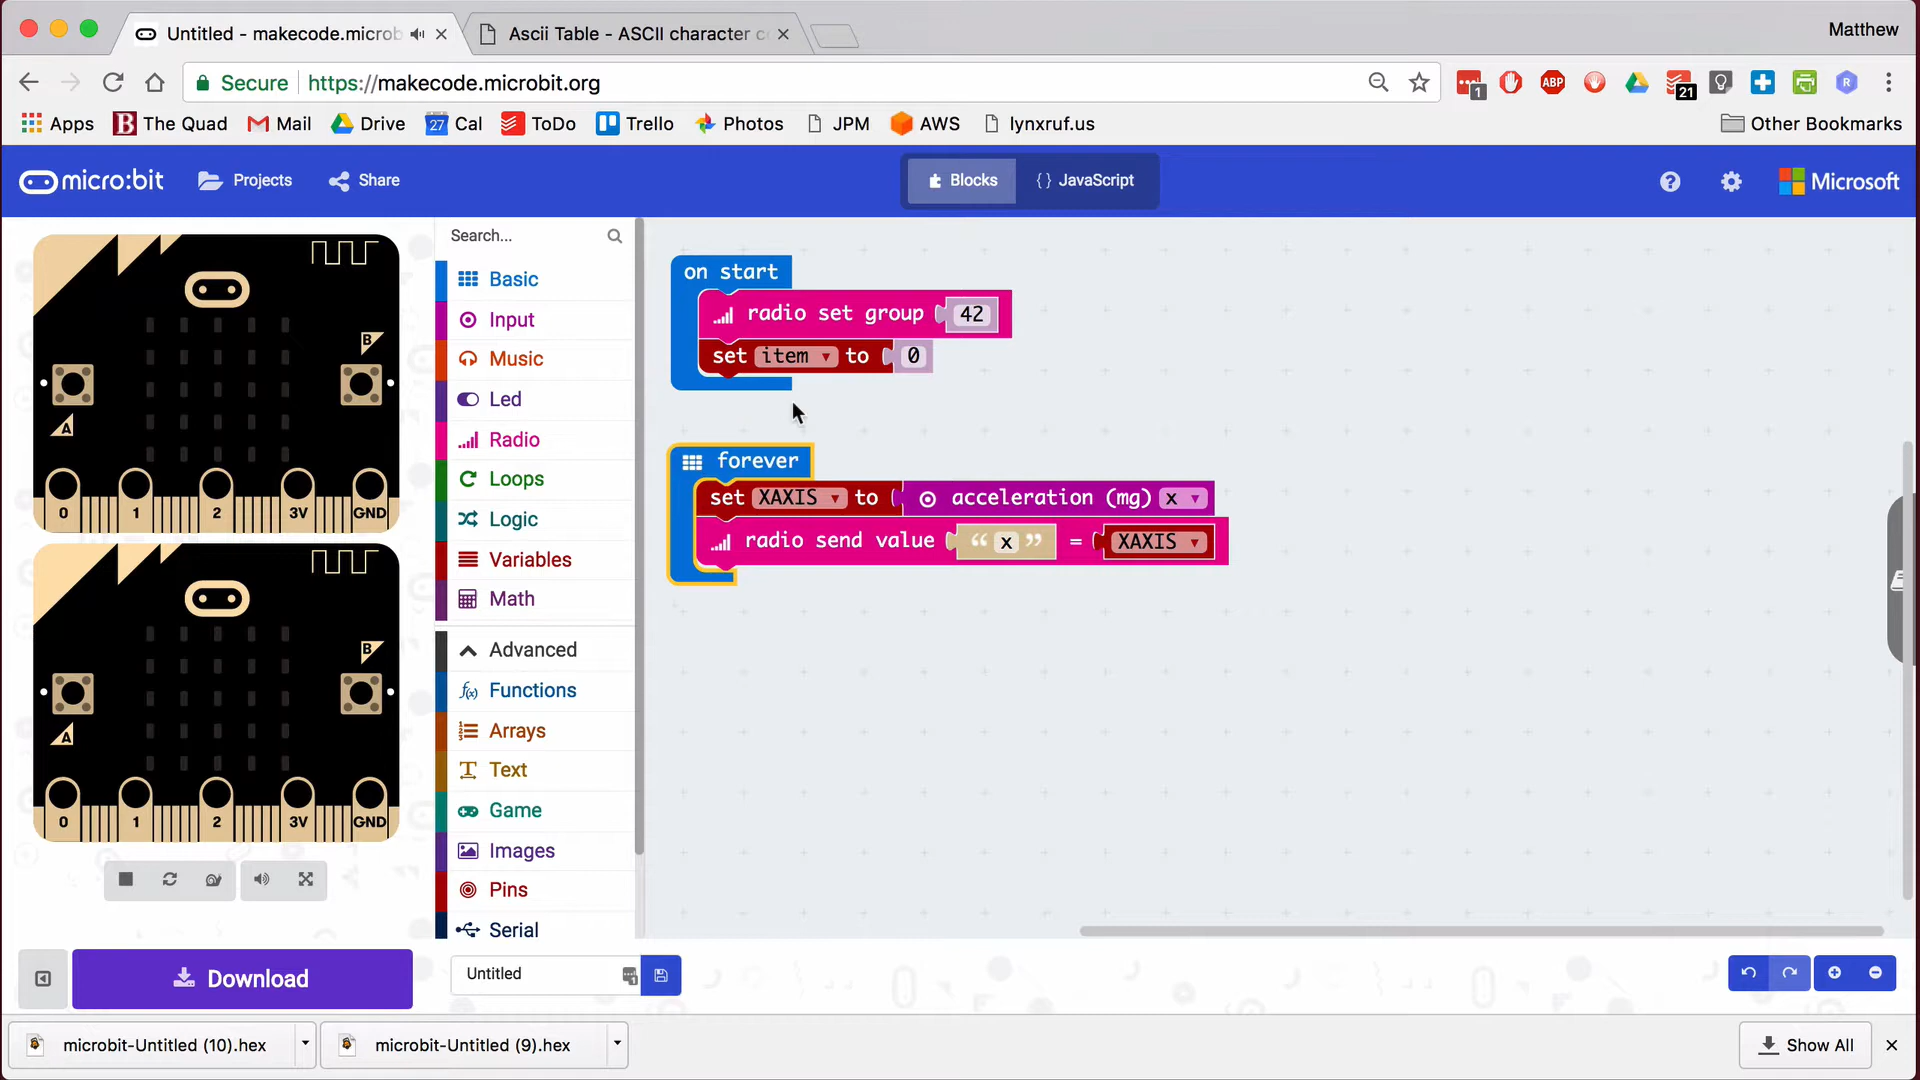 Untitled - makecode.microb
Ascii Table - ASCII character c
Matthew
Secure
https://makecode.microbit.org
1
ABP
21
R
Apps
The Quad
Mail
Drive
27
Cal
ToDo
Trello
Photos
JPM
AWS
lynxruf.us
Other Bookmarks
micro:bit
Projects
Share
Blocks
{} JavaScript
Microsoft
B
A
0 1 2 3V GND
B
A
0 1 2 3V GND
Search...
Basic
Input
Music
Led
Radio
Loops
Logic
Variables
Math
Advanced
f(x) Functions
Arrays
Text
Game
Images
Pins
Serial
on start
radio set group 42
set item to 0
forever
set XAXIS to acceleration (mg) x
radio send value “ x ” = XAXIS
Download
Untitled
microbit-Untitled (10).hex
microbit-Untitled (9).hex
Show All